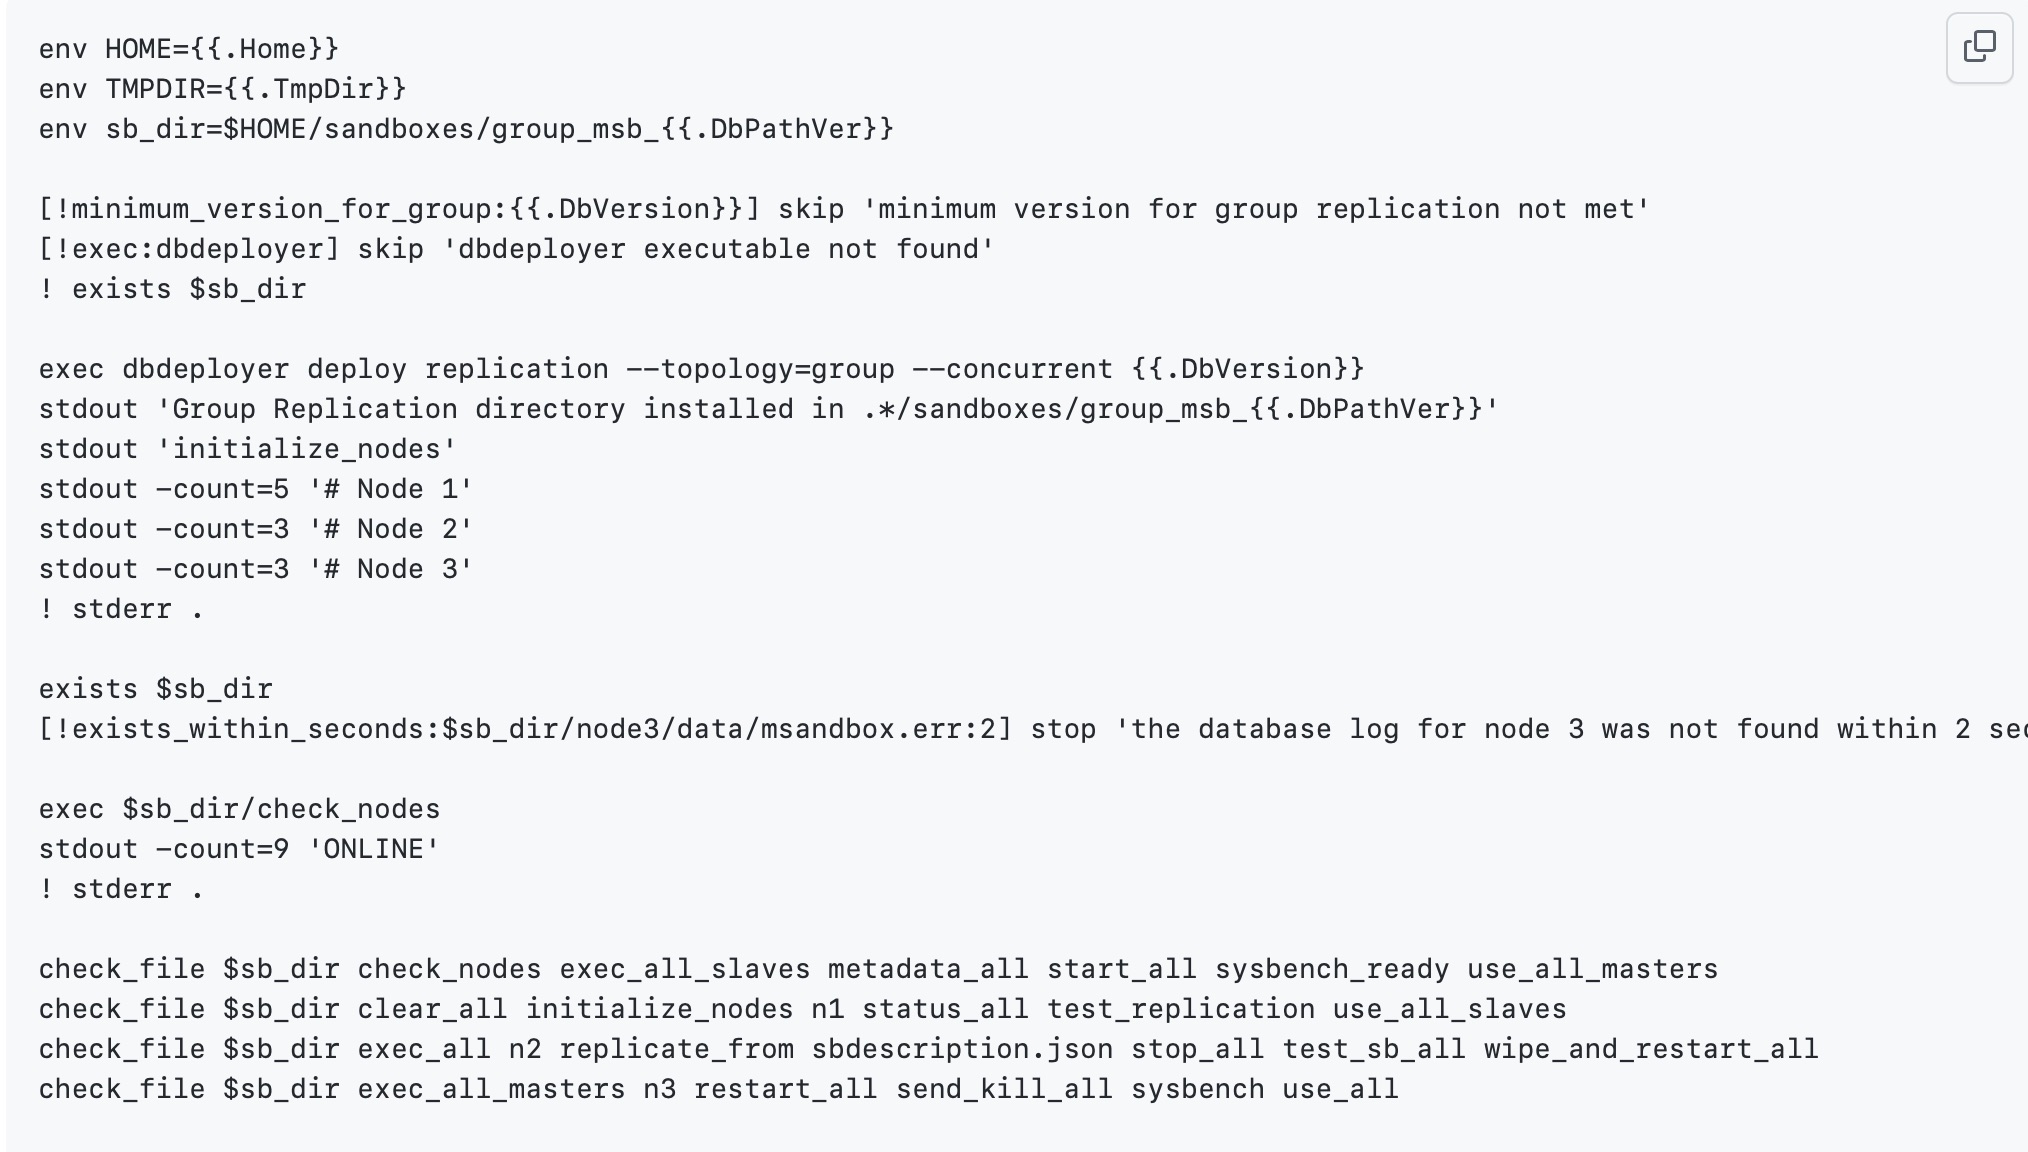 env HOME={{.Home}}
env TMPDIR={{.TmpDir}}
env sb_dir=$HOME/sandboxes/group_msb_{{.DbPathVer}}

[!minimum_version_for_group:{{.DbVersion}}] skip 'minimum version for group replication not met'
[!exec:dbdeployer] skip 'dbdeployer executable not found'
! exists $sb_dir

exec dbdeployer deploy replication --topology=group --concurrent {{.DbVersion}}
stdout 'Group Replication directory installed in .*/sandboxes/group_msb_{{.DbPathVer}}'
stdout 'initialize_nodes'
stdout -count=5 '# Node 1'
stdout -count=3 '# Node 2'
stdout -count=3 '# Node 3'
! stderr .

exists $sb_dir
[!exists_within_seconds:$sb_dir/node3/data/msandbox.err:2] stop 'the database log for node 3 was not found within 2

exec $sb_dir/check_nodes
stdout -count=9 'ONLINE'
! stderr .

check_file $sb_dir check_nodes exec_all_slaves metadata_all start_all sysbench_ready use_all_masters
check_file $sb_dir clear_all initialize_nodes n1 status_all test_replication use_all_slaves
check_file $sb_dir exec_all n2 replicate_from sbdescription.json stop_all test_sb_all wipe_and_restart_all
check_file $sb_dir exec_all_masters n3 restart_all send_kill_all sysbench use_all